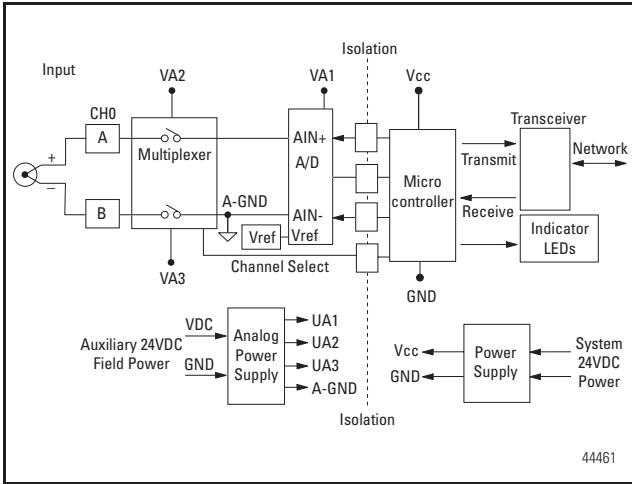 Isolation
Input
VA2
VA1
Vcc
CH0
Transceiver
A
AIN+
Network
Multiplexer
A/D
Transmit
+
Micro
controller
–
A-GND
Receive
B
AIN-
Vref
Vref
Indicator
LEDs
VA3
Channel Select
GND
VDC
Auxiliary 24VDC
Field Power
GND
Analog
Power
Supply
UA1
UA2
UA3
A-GND
Vcc
GND
Power
Supply
System
24VDC
Power
Isolation
44461